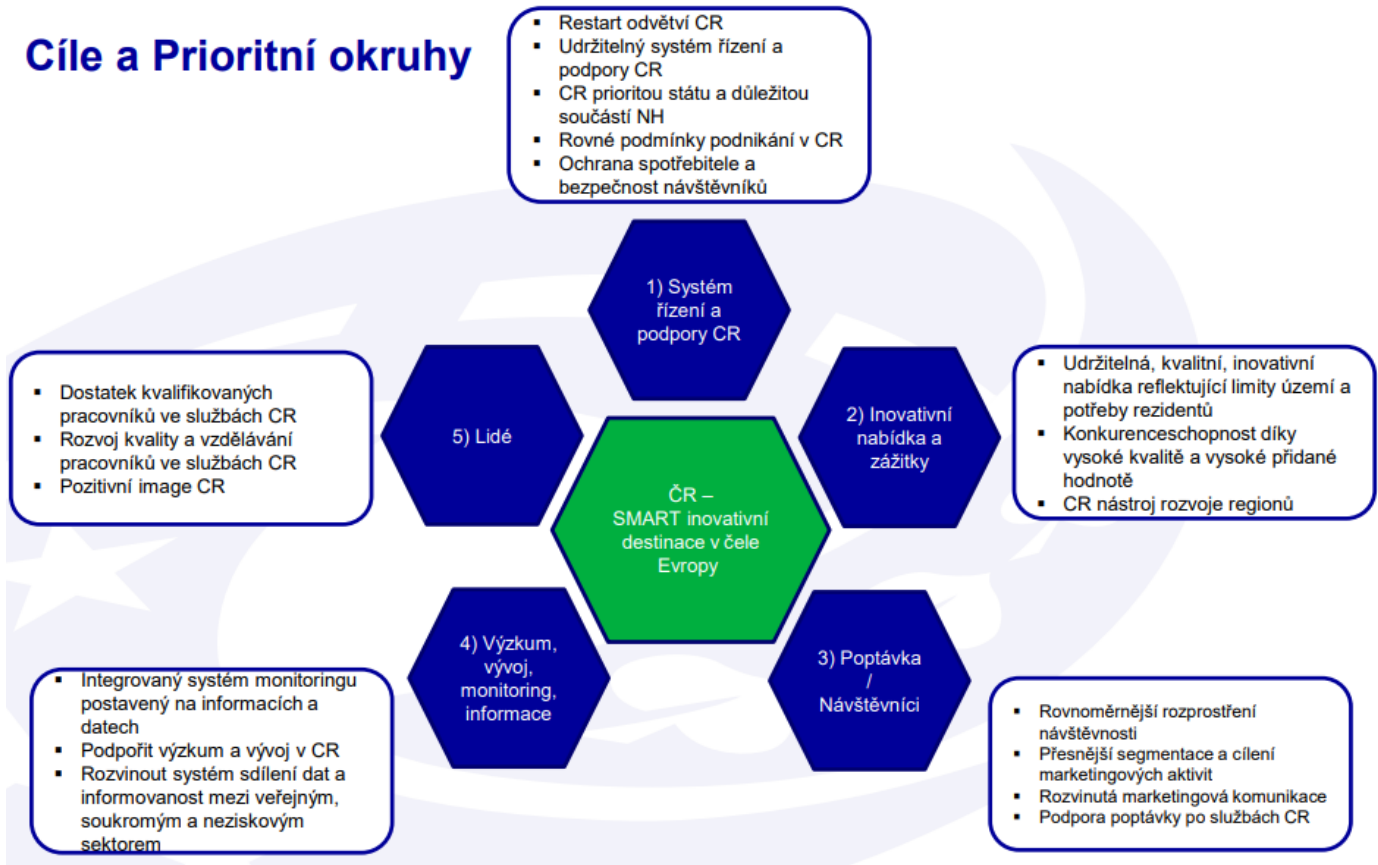 Cíle a Prioritní okruhy
▪ Restart odvětví CR
▪ Udržitelný systém řízení a
podpory CR
▪ CR prioritou státu a důležitou
součástí NH
▪ Rovné podmínky podnikání v CR
▪ Ochrana spotřebitele a
bezpečnost návštěvníků
1) Systém
řízení a
podpory CR
2) Inovativní
nabídka a
zážitky
▪ Udržitelná, kvalitní, inovativní
nabídka reflektující limity území a
potřeby rezidentů
▪ Konkurenceschopnost díky
vysoké kvalitě a vysoké přidané
hodnotě
▪ CR nástroj rozvoje regionů
▪ Dostatek kvalifikovaných
pracovníků ve službách CR
▪ Rozvoj kvality a vzdělávání
pracovníků ve službách CR
▪ Pozitivní image CR
5) Lidé
ČR –
SMART inovativní
destinace v čele
Evropy
4) Výzkum,
vývoj,
monitoring,
informace
3) Poptávka
/
Návštěvníci
▪ Integrovaný systém monitoringu
postavený na informacích a
datech
▪ Podpořit výzkum a vývoj v CR
▪ Rozvinout systém sdílení dat a
informovanost mezi veřejným,
soukromým a neziskovým
sektorem
▪ Rovnoměrnější rozprostření
návštěvnosti
▪ Přesnější segmentace a cílení
marketingových aktivit
▪ Rozvinutá marketingová komunikace
▪ Podpora poptávky po službách CR